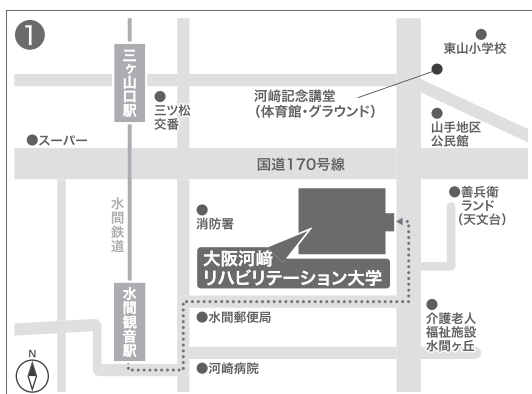 1
東山小学校
三ヶ山口駅
三ツ松
交番
河﨑記念講堂
（体育館・グラウンド）
山手地区
公民館
スーパー
国道170号線
善兵衛
ランド
（天文台）
水間鉄道
消防署
大阪河﨑
リハビリテーション大学
水間観音駅
水間郵便局
介護老人
福祉施設
水間ヶ丘
河崎病院
N